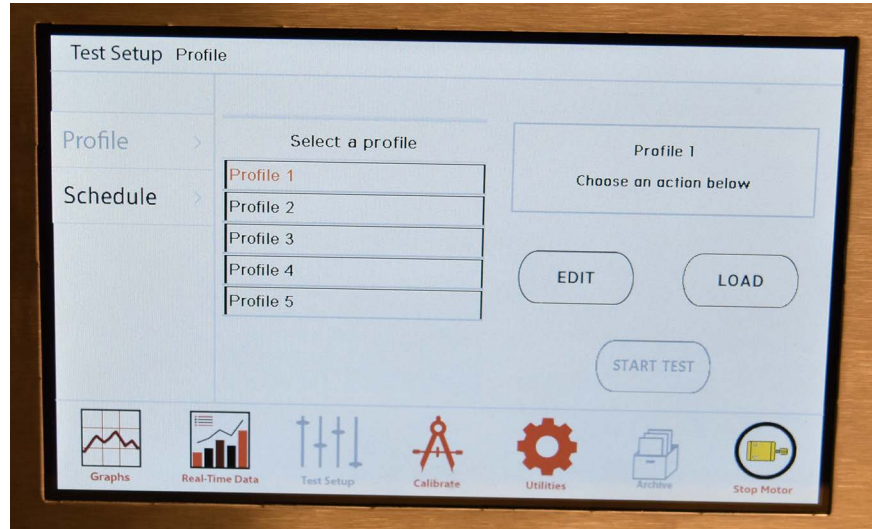 Test Setup Profile
Profile
Schedule
Select a profile
Profile 1
Profile 2
Profile 3
Profile 4
Profile 5
Profile 1
Choose an action below
EDIT
LOAD
START TEST
Graphs
Real-Time Data
Test Setup
Calibrate
Utilities
Archive
Stop Motor